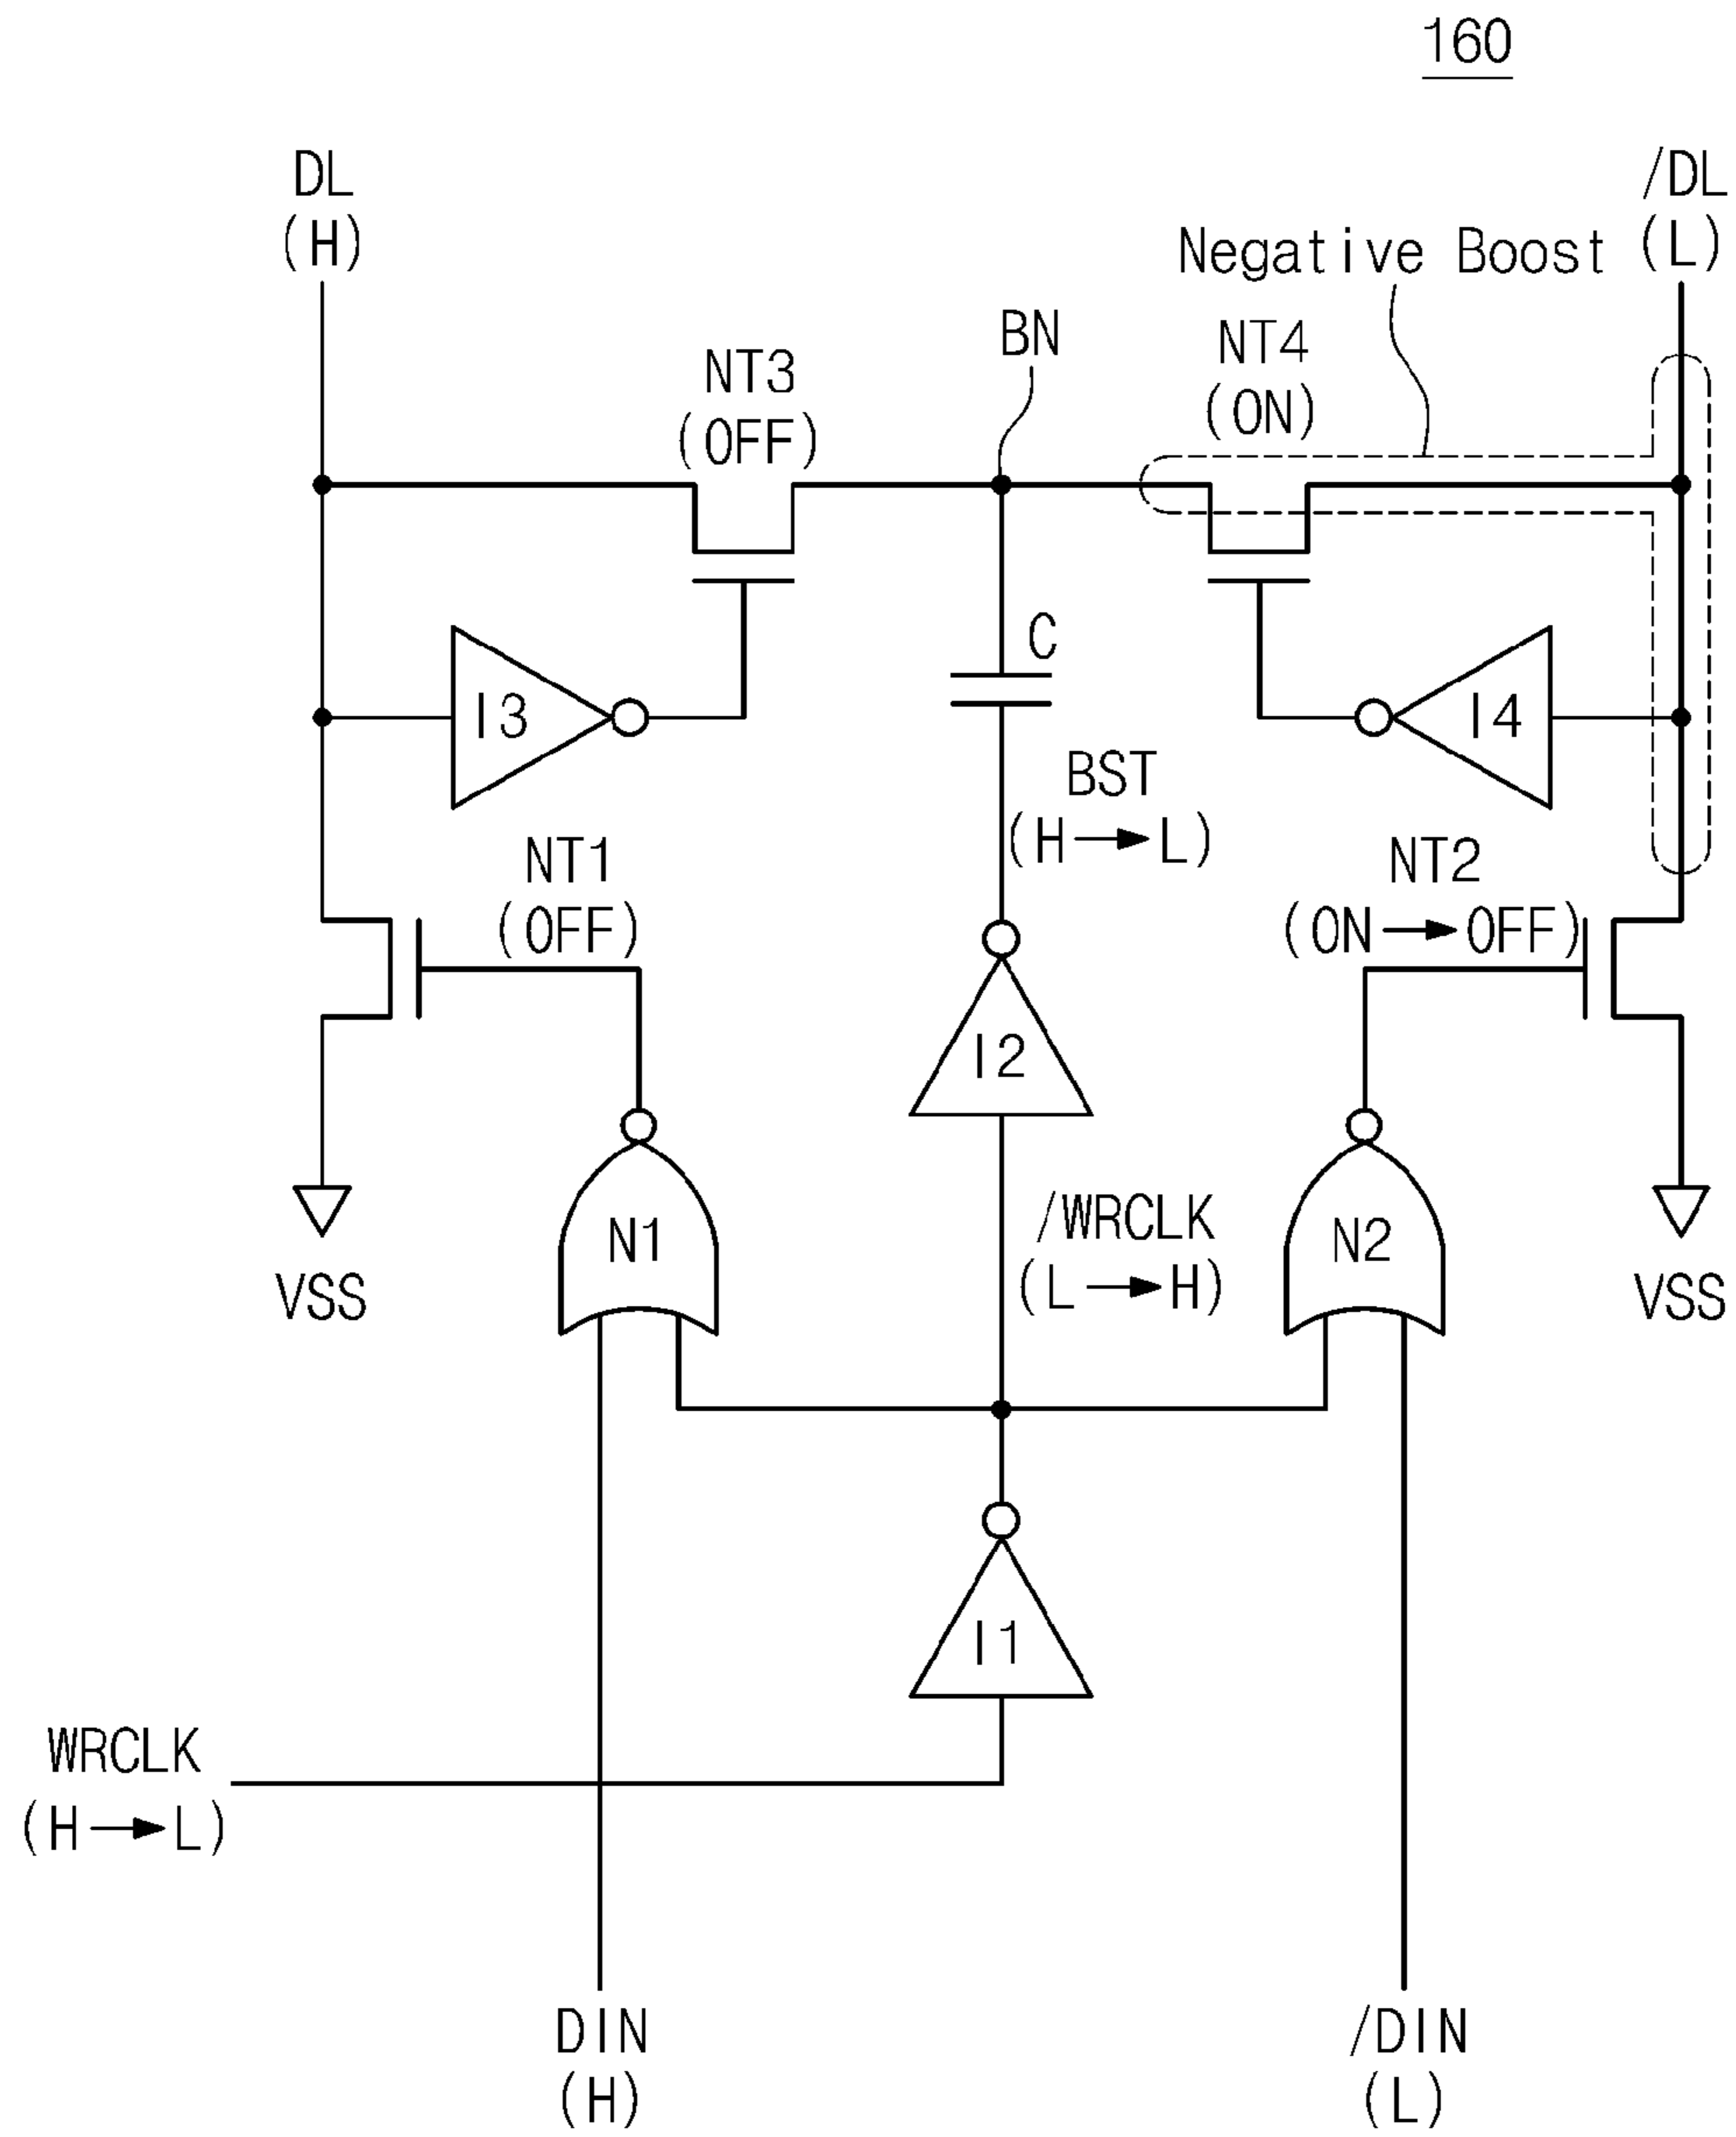 160
DL
(H)
/DL
(L)
Negative Boost
BN
NT3
(OFF)
NT4
(ON)
C
I3
I4
BST
(H→L)
NT1
(OFF)
NT2
(ON→OFF)
I2
N1
/WRCLK
(L→H)
N2
VSS
VSS
I1
WRCLK
(H→L)
DIN
(H)
/DIN
(L)